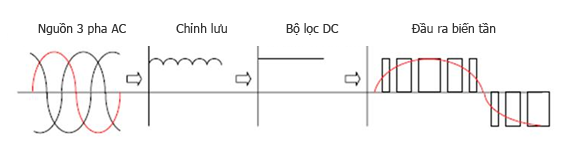 Nguồn 3 pha AC
Chỉnh lưu
Bộ lọc DC
Đầu ra biến tần